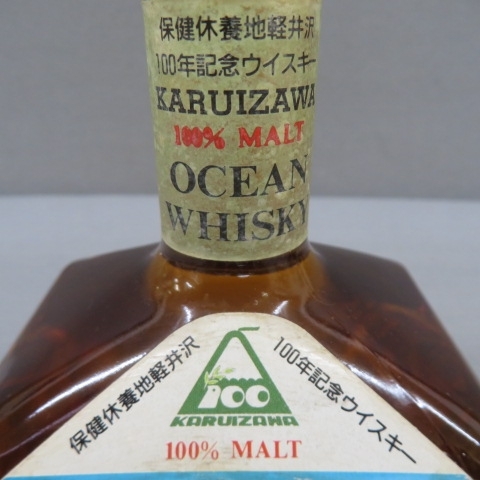 保健休養地軽井沢
100年記念ウイスキー
KARUIZAWA
100% MALT
OCEAN
WHISKY
保健休養地軽井沢
100年記念ウイスキー
100
KARUIZAWA
100% MALT